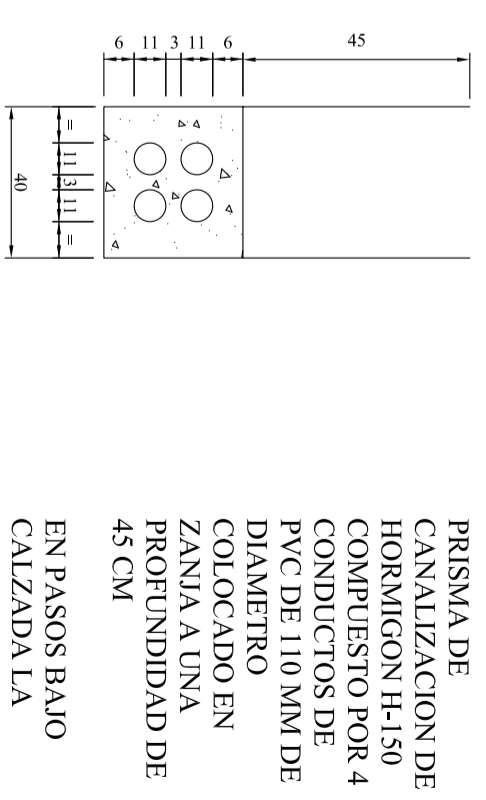 6 11 3 11 6
45
= 11 3 11 =
40
PRISMA DE
CANALIZACION DE
HORMIGON H-150
COMPUESTO POR 4
CONDUCTOS DE
PVC DE 110 MM DE
DIAMETRO
COLOCADO EN
ZANJA A UNA
PROFUNDIDAD DE
45 CM
EN PASOS BAJO
CALZADA LA